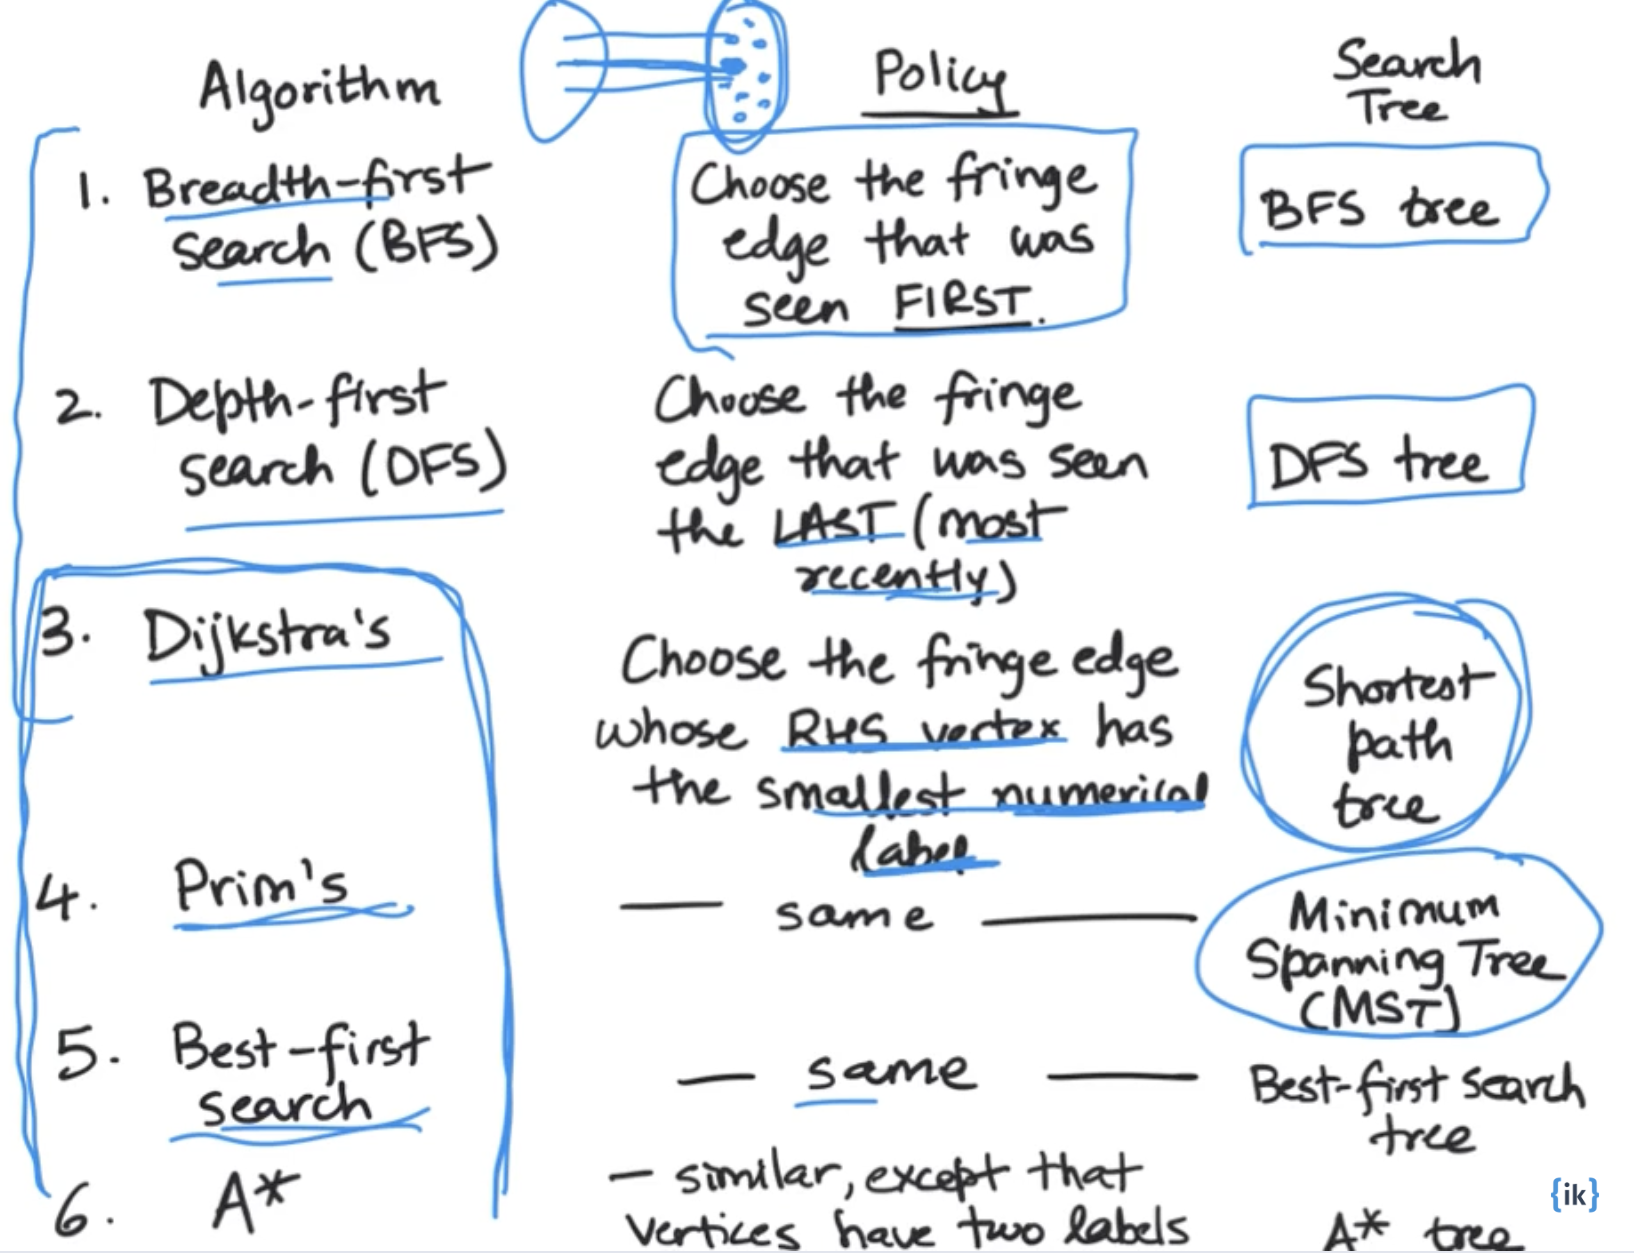 Algorithm
Policy
Search
Tree
1. Breadth-first
search (BFS)
Choose the fringe
edge that was
seen FIRST.
BFS tree
2. Depth-first
search (DFS)
Choose the fringe
edge that was seen
the LAST (most
recently)
DFS tree
3. Dijkstra's
Choose the fringe edge
whose RHS vertex has
the smallest numerical
label
Shortest
path
tree
4. Prim's
— same —
Minimum
Spanning Tree
(MST)
5. Best-first
search
— same —
Best-first search
tree
6. A*
— similar, except that
vertices have two labels
A* tree
{ik}